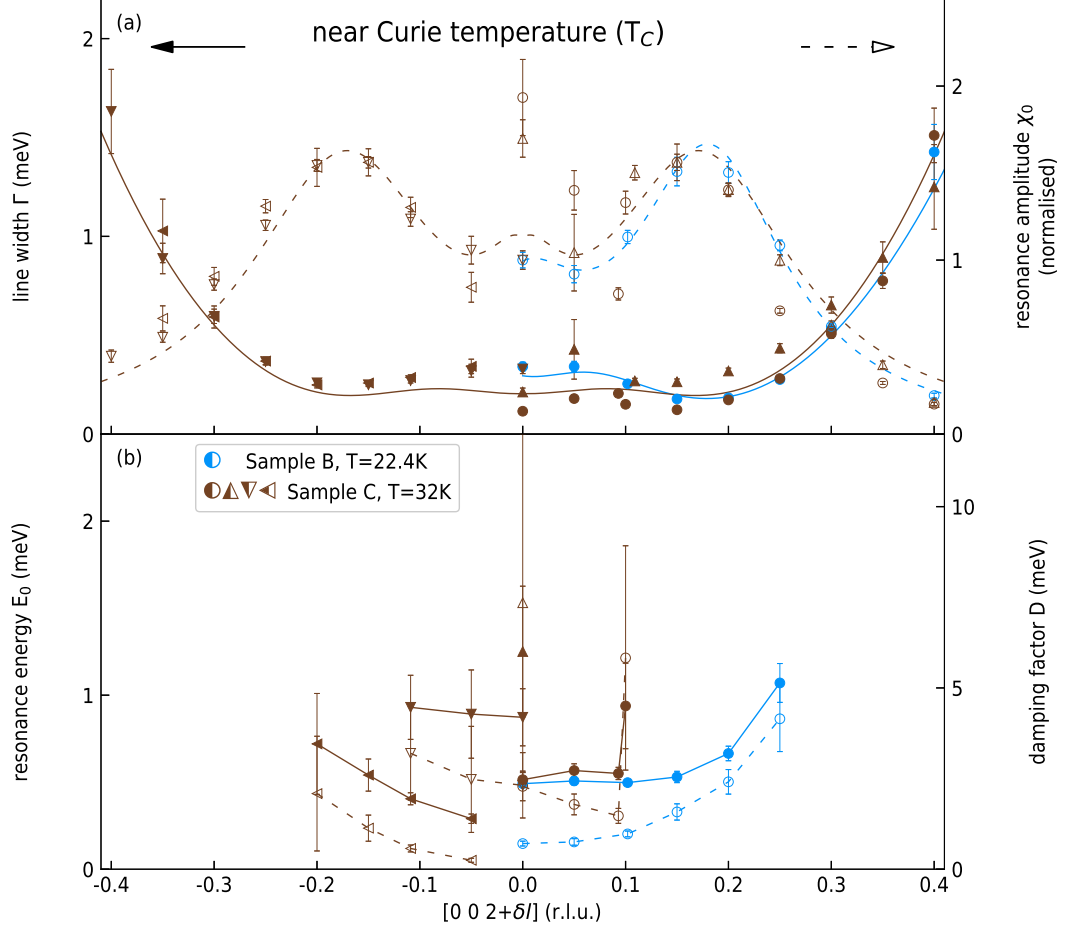 (a)
near Curie temperature (T_C)
line width Γ (meV)
resonance amplitude χ₀
(normalised)
2
1
0
2
1
0
(b)
Sample B, T=22.4K
Sample C, T=32K
resonance energy E₀ (meV)
damping factor D (meV)
2
1
0
10
5
0
-0.4 -0.3 -0.2 -0.1 0.0 0.1 0.2 0.3 0.4
[0 0 2+δl] (r.l.u.)